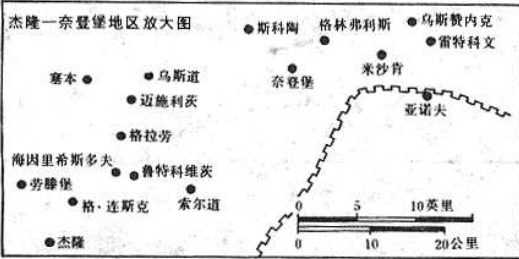 杰隆—奈登堡地区放大图
斯科陶
格林弗利斯
乌斯赞内克
雷特科文
奈登堡
米沙肯
亚诺夫
塞本
乌斯道
迈施利茨
格拉劳
海因里希斯多夫
鲁特科维茨
劳滕堡
格·连斯克
索尔道
杰隆
0 5 10英里
0 10 20公里